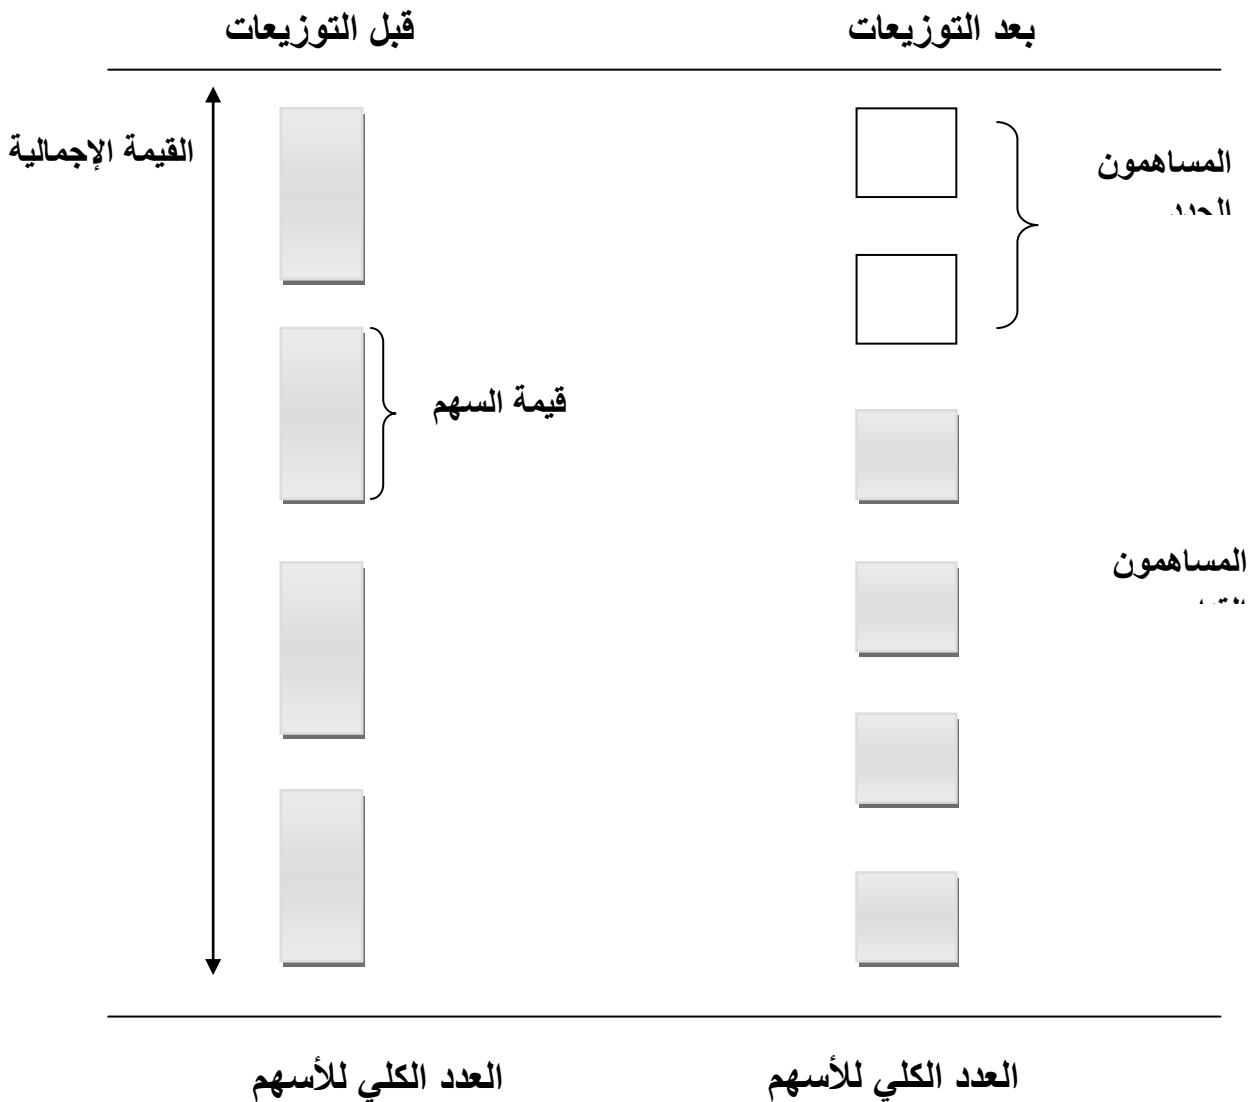 قبل التوزيعات
بعد التوزيعات
القيمة الإجمالية
المساهمون
قيمة السهم
المساهمون
العدد الكلي للأسهم
العدد الكلي للأسهم